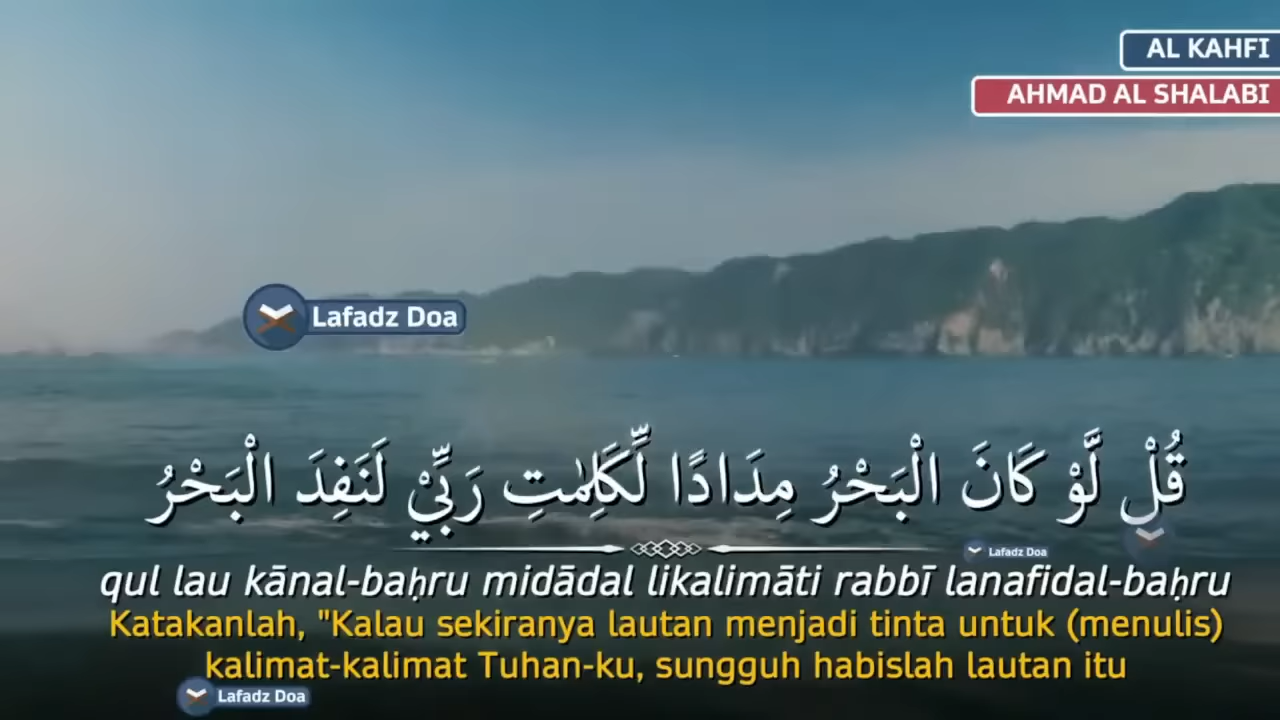 AL KAHFI
AHMAD AL SHALABI
Lafadz Doa
قُلْ لَّوْ كَانَ الْبَحْرُ مِدَادًا لِّكَلِمٰتِ رَبِّيْ لَنَفِدَ الْبَحْرُ
Lafadz Doa
qul lau kānal-baḥru midādal likalimāti rabbī lanafidal-baḥru
Katakanlah, "Kalau sekiranya lautan menjadi tinta untuk (menulis)
kalimat-kalimat Tuhan-ku, sungguh habislah lautan itu
Lafadz Doa